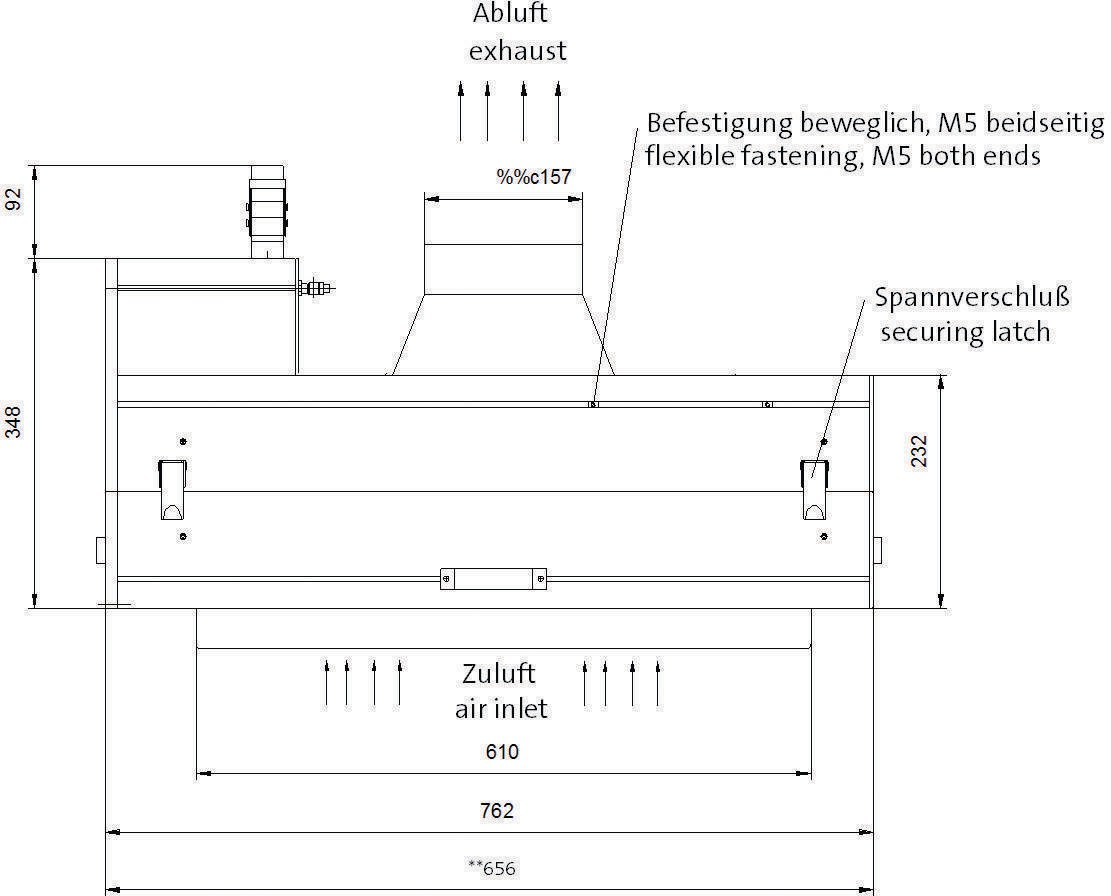 Abluft
exhaust
Befestigung beweglich, M5 beidseitig
flexible fastening, M5 both ends
%%c157
92
Spannverschluß
securing latch
348
232
Zuluft
air inlet
610
762
**656